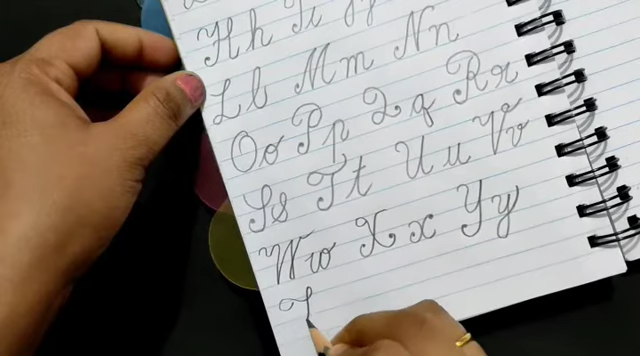 Hh Ii Jj
Ll Mm Nn
Oo Pp Qq Rr
Ss Tt Uu Vv
Ww Xx Yy